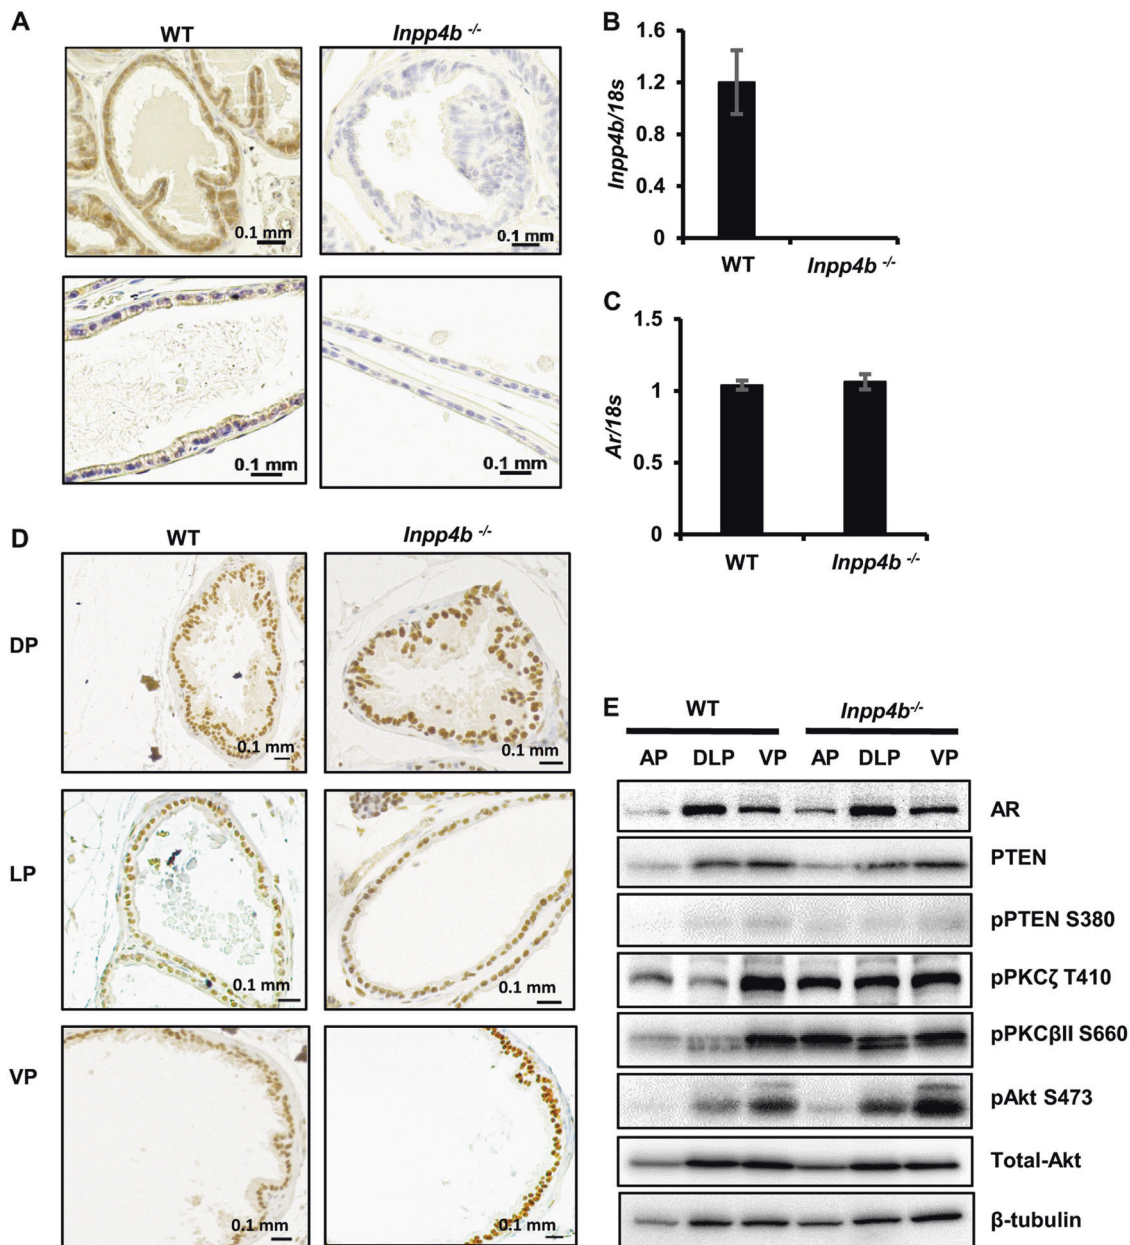 A
WT
Inpp4b -/-
0.1 mm
0.1 mm
0.1 mm
0.1 mm
B
Inpp4b/18s
1.6
1.2
0.8
0.4
0
WT
Inpp4b -/-
C
Ar/18s
1.5
1
0.5
0
WT
Inpp4b -/-
D
WT
Inpp4b -/-
DP
0.1 mm
0.1 mm
LP
0.1 mm
0.1 mm
VP
0.1 mm
0.1 mm
E
WT
Inpp4b-/-
AP DLP VP AP DLP VP
AR
PTEN
pPTEN S380
pPKCζ T410
pPKCβII S660
pAkt S473
Total-Akt
β-tubulin